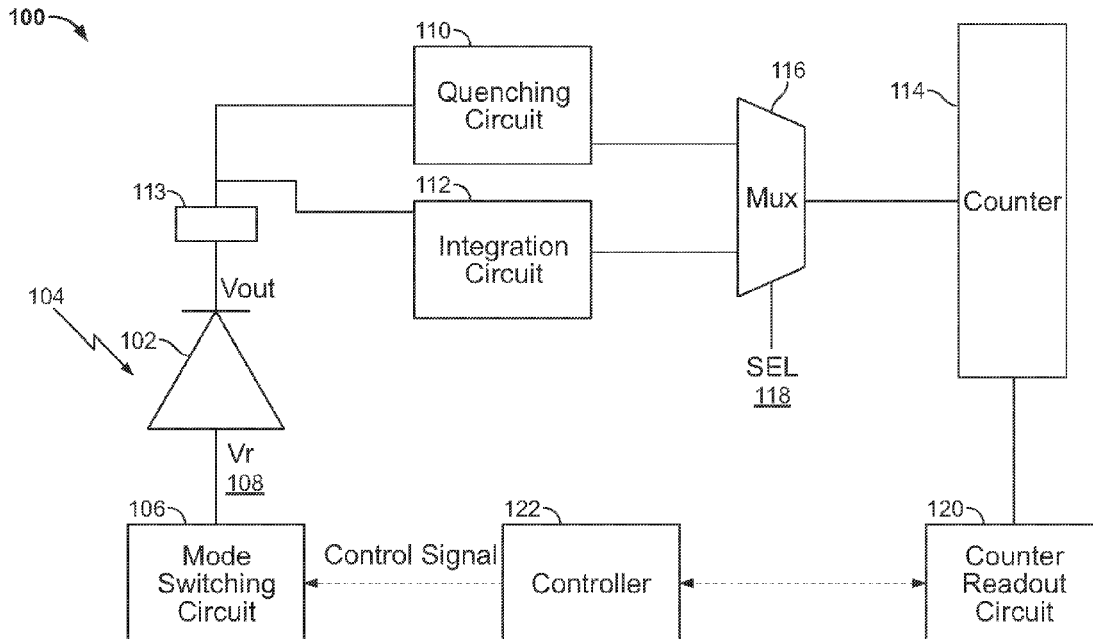 100
110
Quenching
Circuit
116
114
113
112
Mux
Counter
Integration
Circuit
Vout
104
102
SEL
118
Vr
108
106
122
120
Mode
Switching
Circuit
Control Signal
Controller
Counter
Readout
Circuit